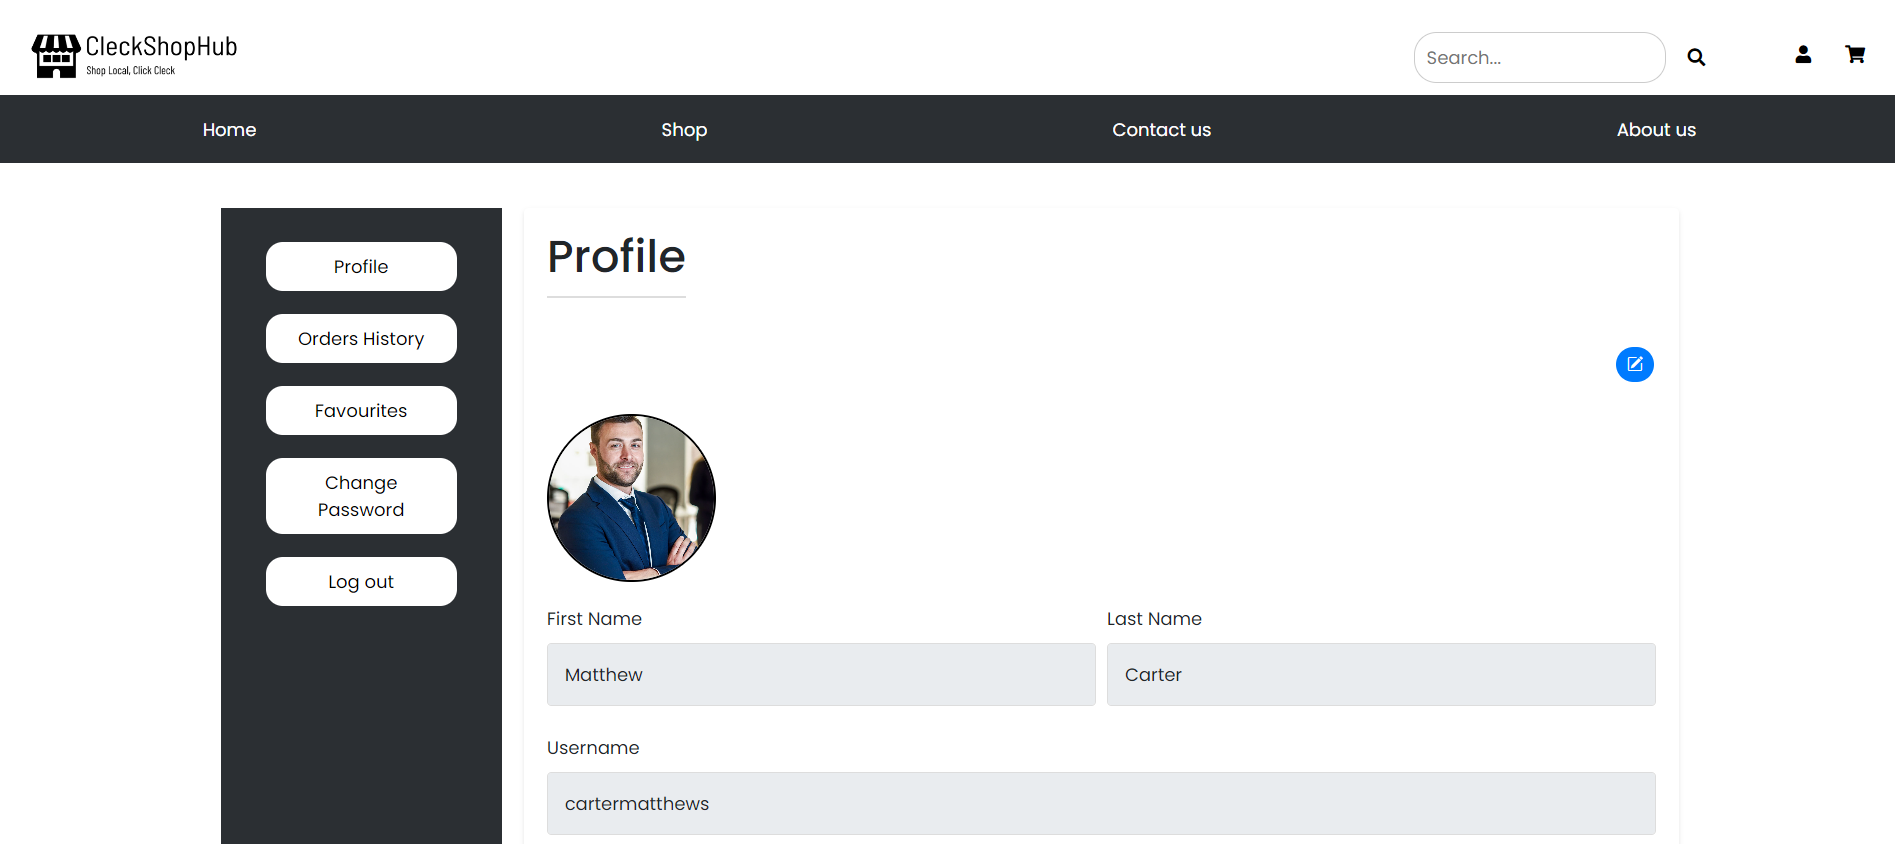 CleckShopHub
Shop Local, Click Cleck
Search...
Home
Shop
Contact us
About us
Profile
Orders History
Favourites
Change
Password
Log out
Profile
First Name
Last Name
Matthew
Carter
Username
cartermatthews